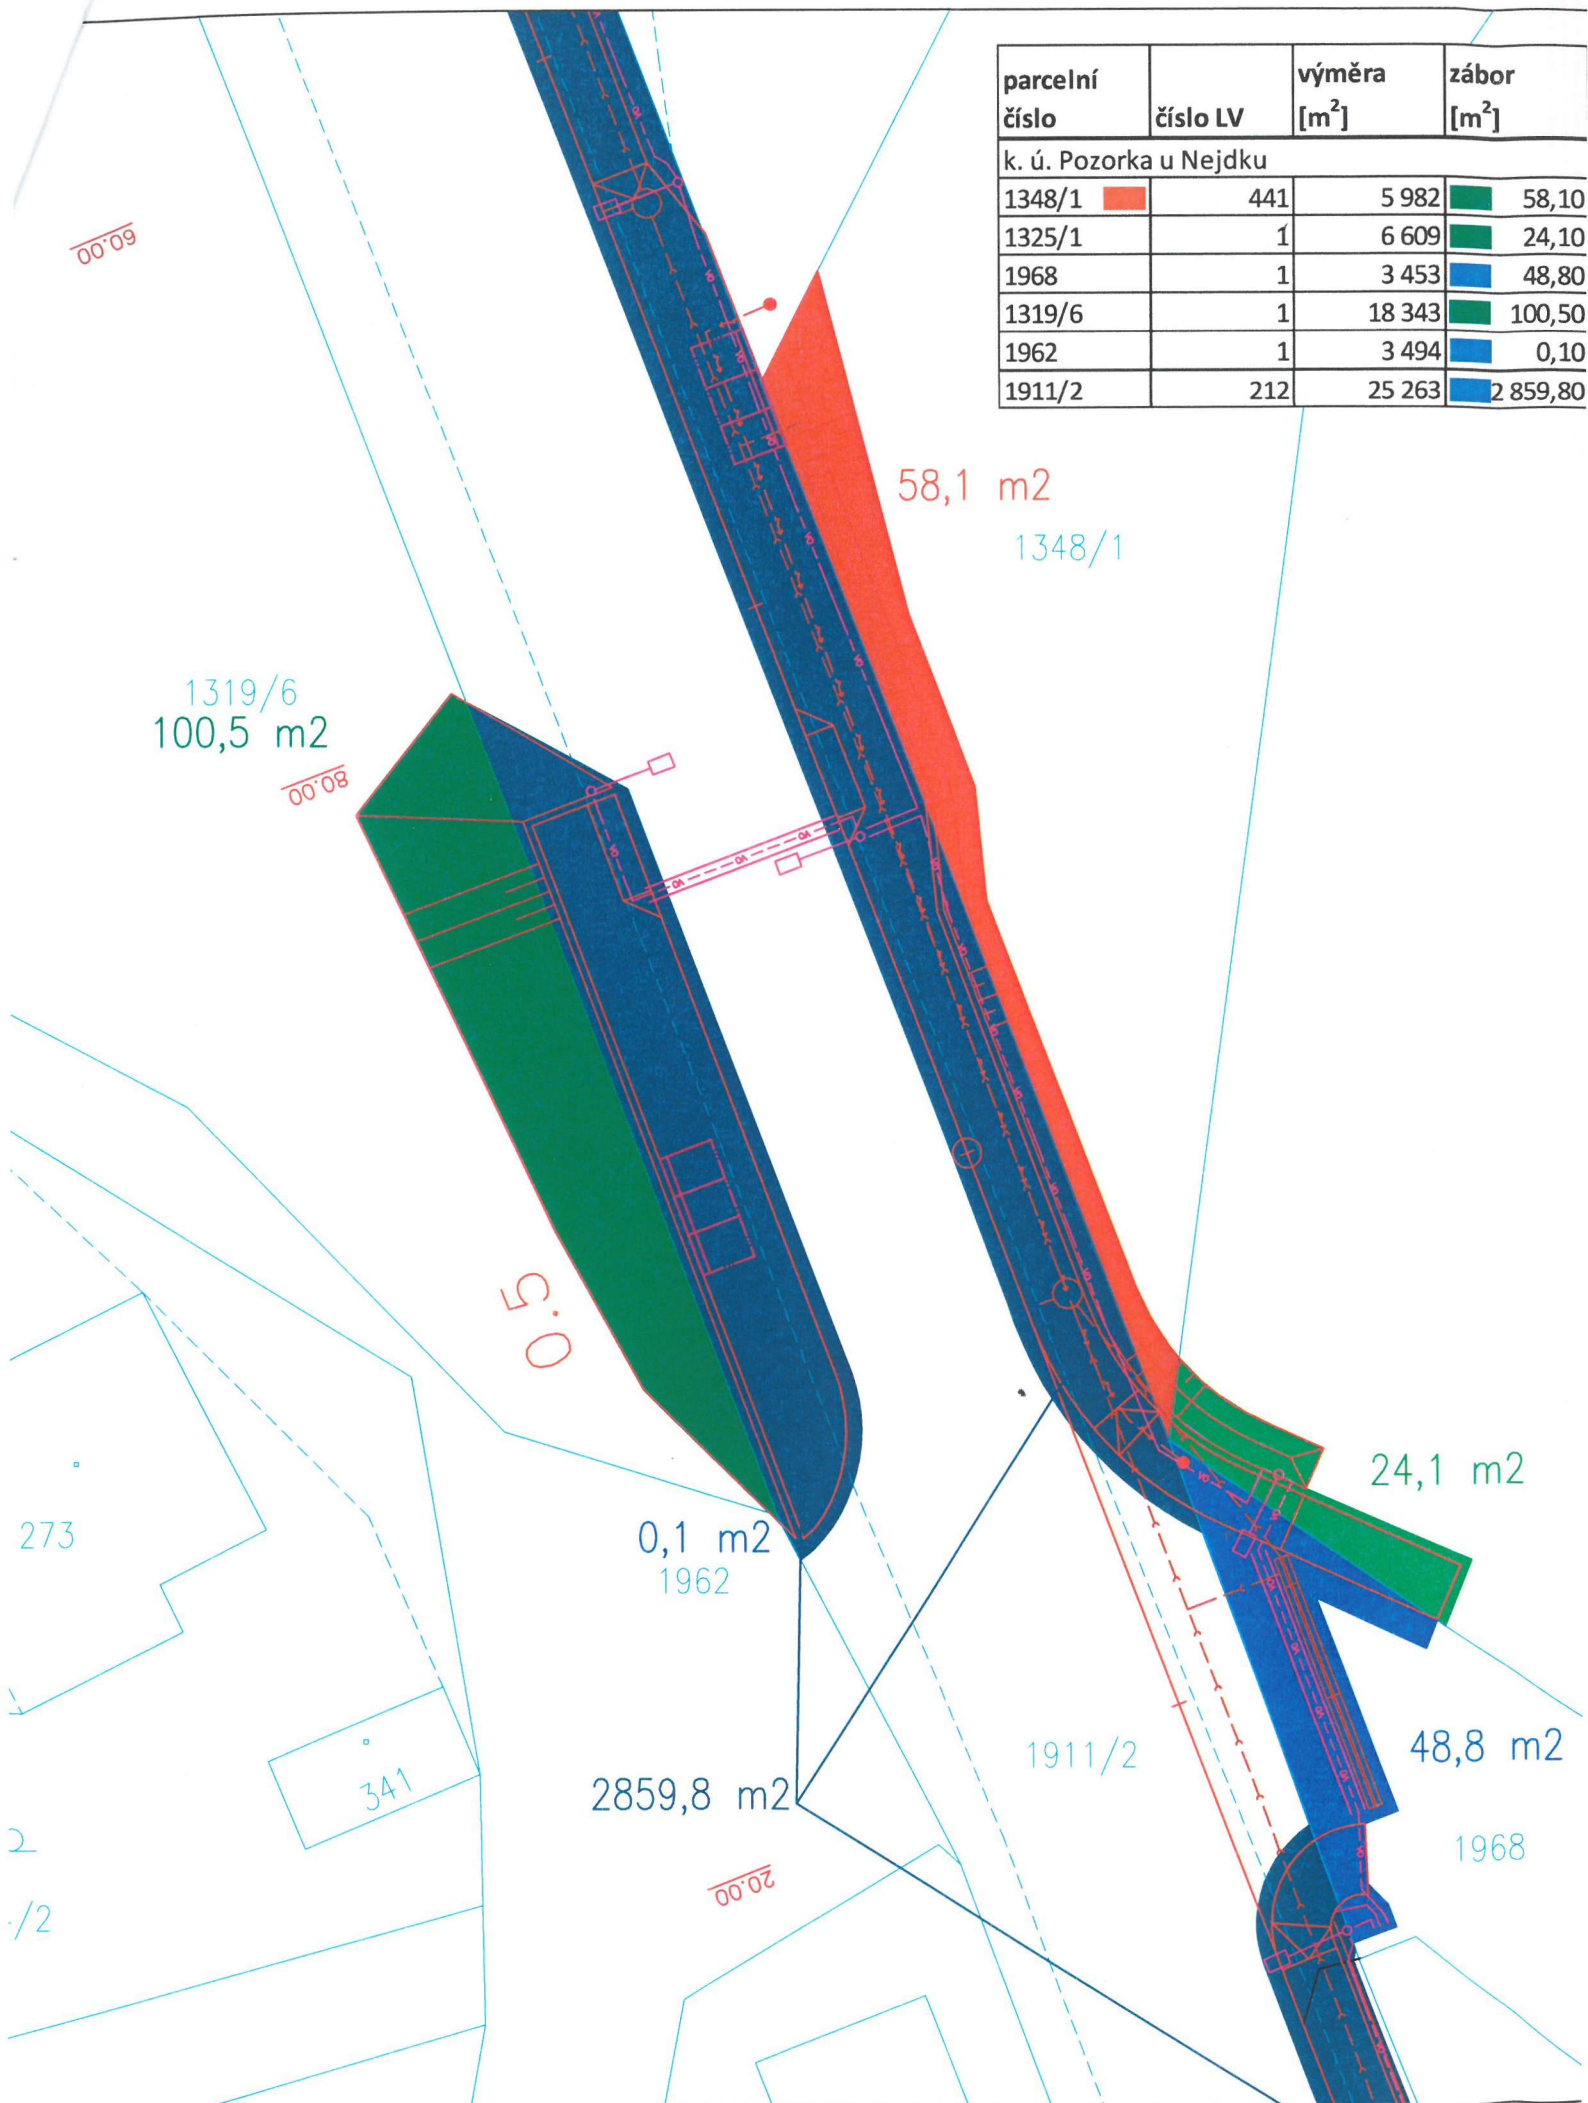 parcelní číslo	číslo LV	výměra [m²]	zábor [m²]
k. ú. Pozorka u Nejdku
1348/1	441	5 982	58,10
1325/1	1	6 609	24,10
1968	1	3 453	48,80
1319/6	1	18 343	100,50
1962	1	3 494	0,10
1911/2	212	25 263	2 859,80
60.00
58,1 m2
1348/1
1319/6
100,5 m2
80.00
0.5
24,1 m2
273
0,1 m2
1962
1911/2
48,8 m2
341
2859,8 m2
1968
20.00
2
/2